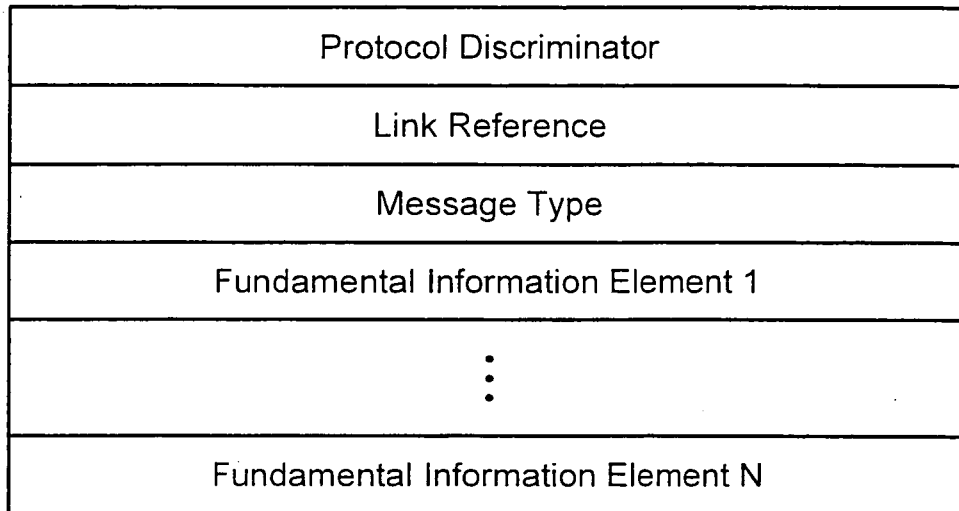 Protocol Discriminator
Link Reference
Message Type
Fundamental Information Element 1
⋮
Fundamental Information Element N